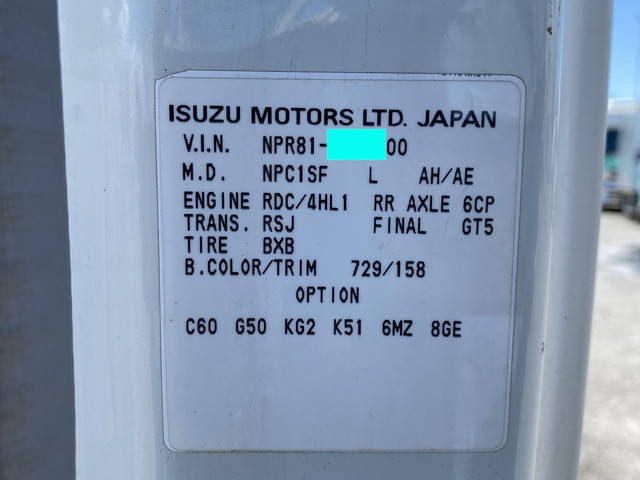 ISUZU MOTORS LTD. JAPAN
V.I.N. NPR81- 00
M.D. NPC1SF L AH/AE
ENGINE RDC/4HL1 RR AXLE 6CP
TRANS. RSJ FINAL GT5
TIRE BXB
B.COLOR/TRIM 729/158
OPTION
C60 G50 KG2 K51 6MZ 8GE